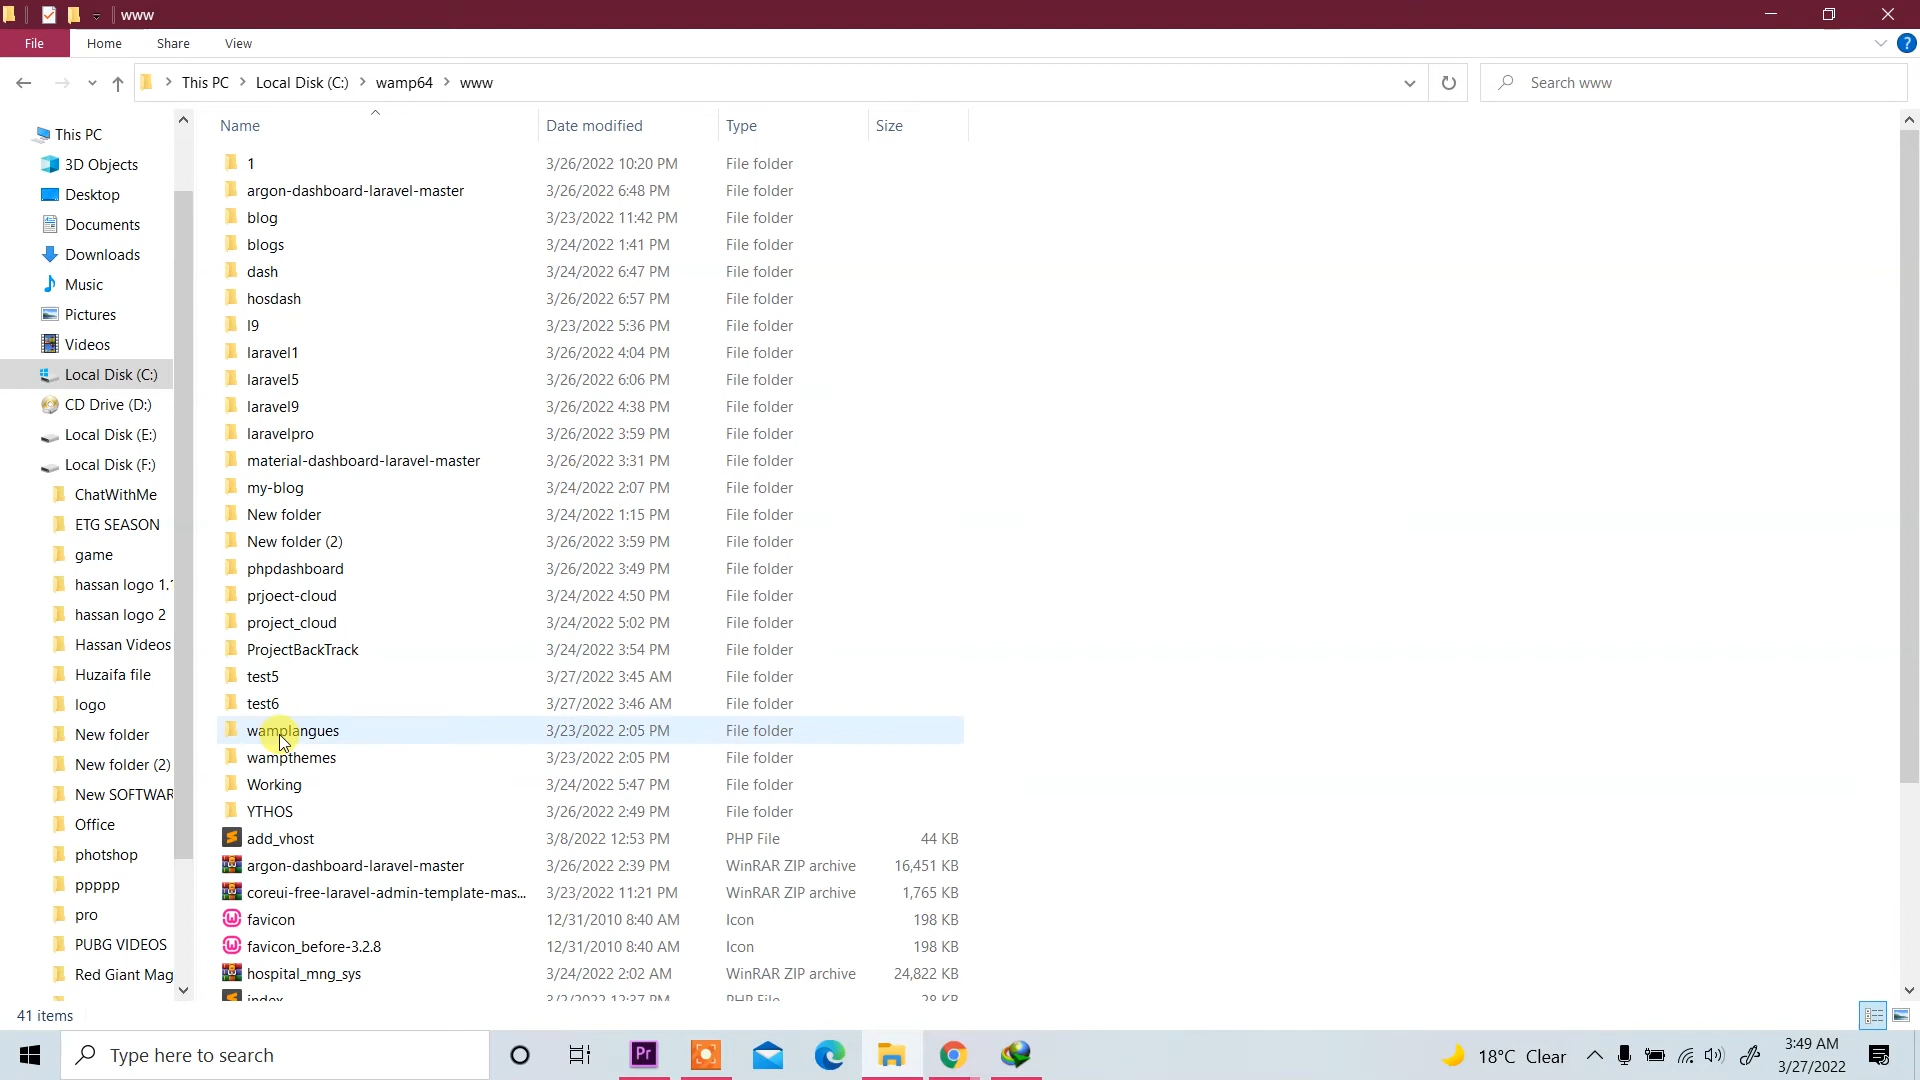 www
File Home Share View
This PC Local Disk (C:) wamp64 www
Search www
This PC
3D Objects
Desktop
Documents
Downloads
Music
Pictures
Videos
Local Disk (C:)
CD Drive (D:)
Local Disk (E:)
Local Disk (F:)
ChatWithMe
ETG SEASON
game
hassan logo 1.1
hassan logo 2
Hassan Videos
Huzaifa file
logo
New folder
New folder (2)
New SOFTWAR
Office
photshop
ppppp
pro
PUBG VIDEOS
Red Giant Mag
Name Date modified Type Size
1 3/26/2022 10:20 PM File folder
argon-dashboard-laravel-master 3/26/2022 6:48 PM File folder
blog 3/23/2022 11:42 PM File folder
blogs 3/24/2022 1:41 PM File folder
dash 3/24/2022 6:47 PM File folder
hosdash 3/26/2022 6:57 PM File folder
l9 3/23/2022 5:36 PM File folder
laravel1 3/26/2022 4:04 PM File folder
laravel5 3/26/2022 6:06 PM File folder
laravel9 3/26/2022 4:38 PM File folder
laravelpro 3/26/2022 3:59 PM File folder
material-dashboard-laravel-master 3/26/2022 3:31 PM File folder
my-blog 3/24/2022 2:07 PM File folder
New folder 3/24/2022 1:15 PM File folder
New folder (2) 3/26/2022 3:59 PM File folder
phpdashboard 3/26/2022 3:49 PM File folder
prjoect-cloud 3/24/2022 4:50 PM File folder
project_cloud 3/24/2022 5:02 PM File folder
ProjectBackTrack 3/24/2022 3:54 PM File folder
test5 3/27/2022 3:45 AM File folder
test6 3/27/2022 3:46 AM File folder
wamplangues 3/23/2022 2:05 PM File folder
wampthemes 3/23/2022 2:05 PM File folder
Working 3/24/2022 5:47 PM File folder
YTHOS 3/26/2022 2:49 PM File folder
add_vhost 3/8/2022 12:53 PM PHP File 44 KB
argon-dashboard-laravel-master 3/26/2022 2:39 PM WinRAR ZIP archive 16,451 KB
coreui-free-laravel-admin-template-mas... 3/23/2022 11:21 PM WinRAR ZIP archive 1,765 KB
favicon 12/31/2010 8:40 AM Icon 198 KB
favicon_before-3.2.8 12/31/2010 8:40 AM Icon 198 KB
hospital_mng_sys 3/24/2022 2:02 AM WinRAR ZIP archive 24,822 KB
index 3/2/2022 12:37 PM PHP File 28 KB
41 items
Type here to search
Pr
18°C Clear
3:49 AM
3/27/2022